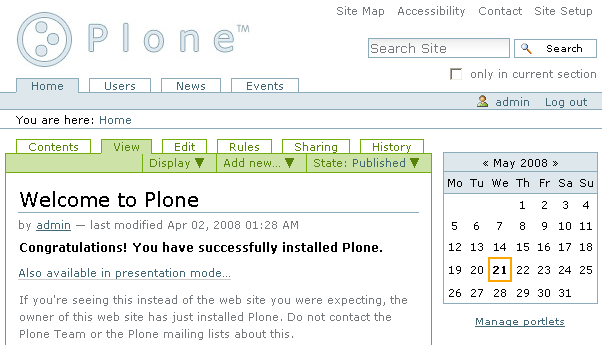 Site Map Accessibility Contact Site Setup
Plone™
Search Site Search
only in current section
Home Users News Events
admin Log out
You are here: Home
Contents View Edit Rules Sharing History
Display ▼ Add new... ▼ State: Published ▼
Welcome to Plone
by admin — last modified Apr 02, 2008 01:28 AM
Congratulations! You have successfully installed Plone.
Also available in presentation mode...
If you're seeing this instead of the web site you were expecting, the
owner of this web site has just installed Plone. Do not contact the
Plone Team or the Plone mailing lists about this.
« May 2008 »
Mo Tu We Th Fr Sa Su
1 2 3 4
5 6 7 8 9 10 11
12 13 14 15 16 17 18
19 20 21 22 23 24 25
26 27 28 29 30 31
Manage portlets